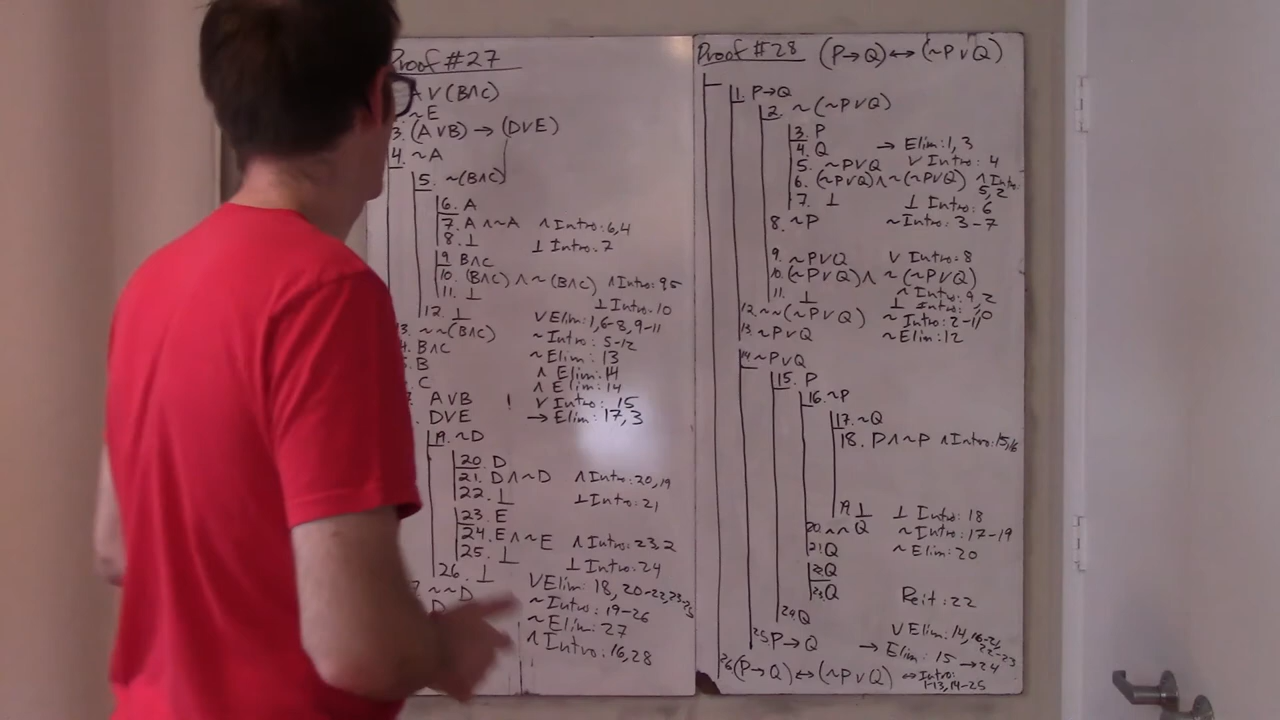 Proof #27
A ∨ (B∧C)
~E
3. (A∨B) → (D∨E)
4. ~A
5. ~(B∧C)
6. A
7. A ∧ ~A ∧ Intro: 6,4
8. ⊥ ⊥ Intro: 7
9 B∧C
10. (B∧C) ∧ ~(B∧C) ∧ Intro: 9 5
11. ⊥ ⊥ Intro: 10
12. ⊥ ∨ Elim: 1, 6-8, 9-11
3. ~~(B∧C) ~ Intro: 5-12
4. B∧C ~ Elim: 13
. B ∧ Elim: 14
C ∧ Elim: 14
A∨B ! ∨ Intro: 15
. D∨E → Elim: 17,3
19. ~D
20. D
21. D ∧ ~D ∧ Intro: 20,19
22. ⊥ ⊥ Intro: 21
23. E
24. E ∧ ~E ∧ Intro: 23,2
25. ⊥ ⊥ Intro: 24
26. ⊥ ∨ Elim: 18, 20-22, 23-25
~~D ~ Intro: 19-26
D ~ Elim: 27
∧ Intro: 16,28
Proof #28 (P→Q) ↔ (~P∨Q)
1. P→Q
2. ~(~P∨Q)
3. P
4. Q → Elim: 1, 3
5. ~P∨Q ∨ Intro: 4
6. (~P∨Q) ∧ ~(~P∨Q) ∧ Intro: 5,2
7. ⊥ ⊥ Intro: 6
8. ~P ~ Intro: 3-7
9. ~P∨Q ∨ Intro: 8
10. (~P∨Q) ∧ ~(~P∨Q)
∧ Intro: 9,2
11. ⊥ ⊥ Intro: 10
12. ~~(~P∨Q) ~ Intro: 2-11
13. ~P∨Q ~ Elim: 12
14 ~P∨Q
15. P
16. ~P
17. ~Q
18. P ∧ ~P ∧ Intro: 15,16
19 ⊥ ⊥ Intro: 18
20. ~~Q ~ Intro: 17-19
21 Q ~ Elim: 20
22 Q
23. Q Reit: 22
24. Q ∨ Elim: 14, 16-21, 22-23
25 P→Q → Elim: 15 → 24
26 (P→Q) ↔ (~P∨Q) ↔ Intro: 1-13, 14-25